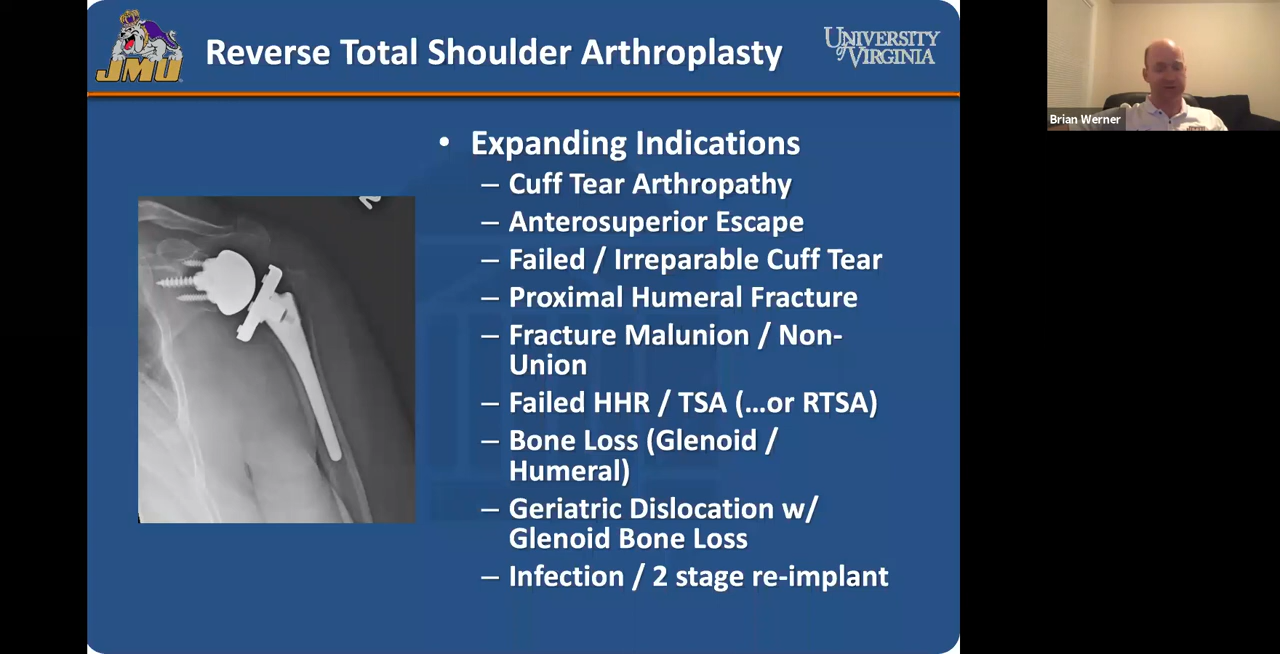 JMU
Reverse Total Shoulder Arthroplasty
UNIVERSITY
of VIRGINIA
Brian Werner
• Expanding Indications
– Cuff Tear Arthropathy
– Anterosuperior Escape
– Failed / Irreparable Cuff Tear
– Proximal Humeral Fracture
– Fracture Malunion / Non-
Union
– Failed HHR / TSA (...or RTSA)
– Bone Loss (Glenoid /
Humeral)
– Geriatric Dislocation w/
Glenoid Bone Loss
– Infection / 2 stage re-implant